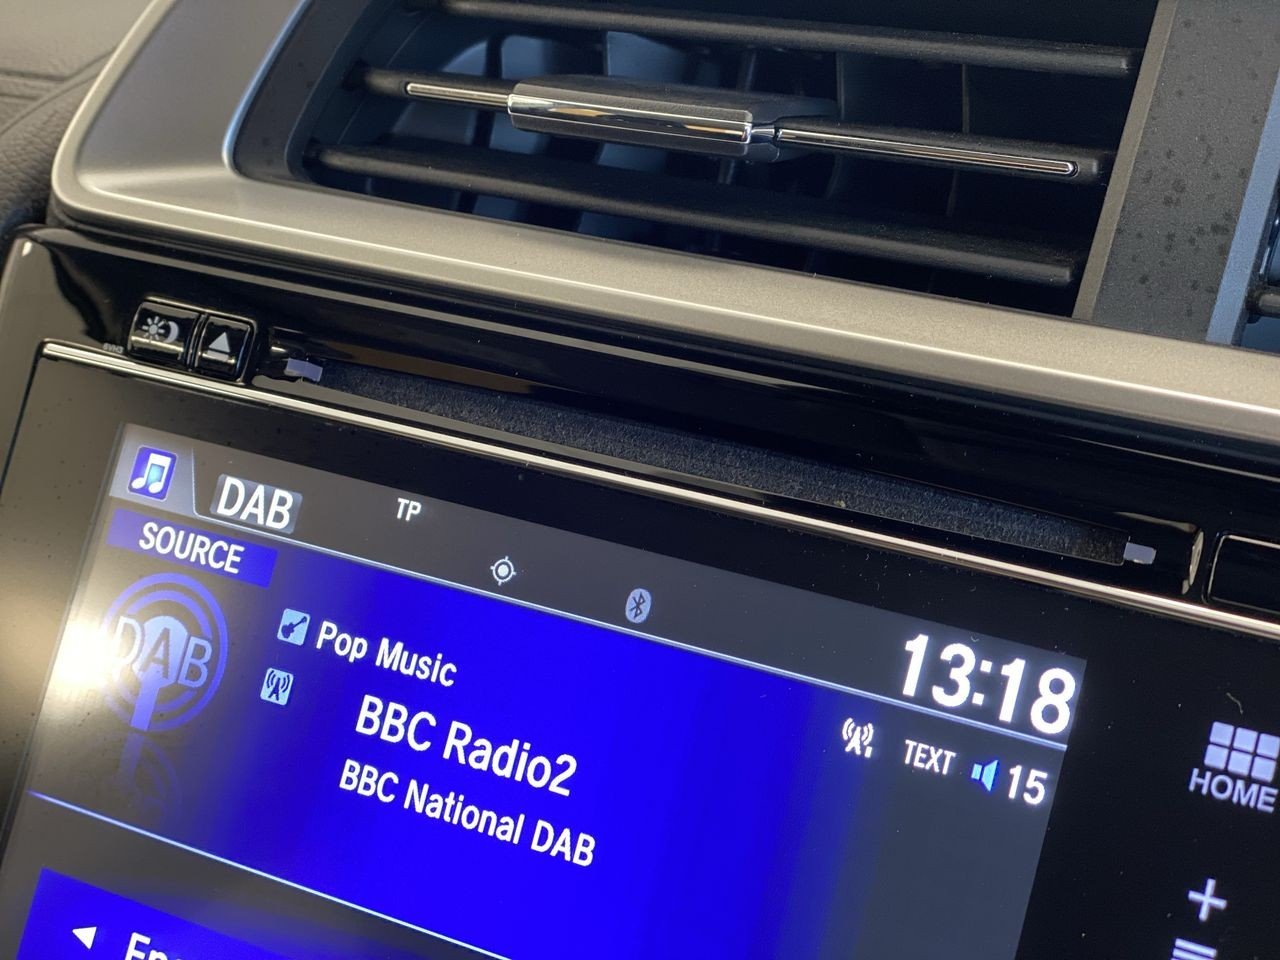 DAB
TP
SOURCE
DAB
Pop Music
13:18
BBC Radio2
TEXT
15
BBC National DAB
HOME
+